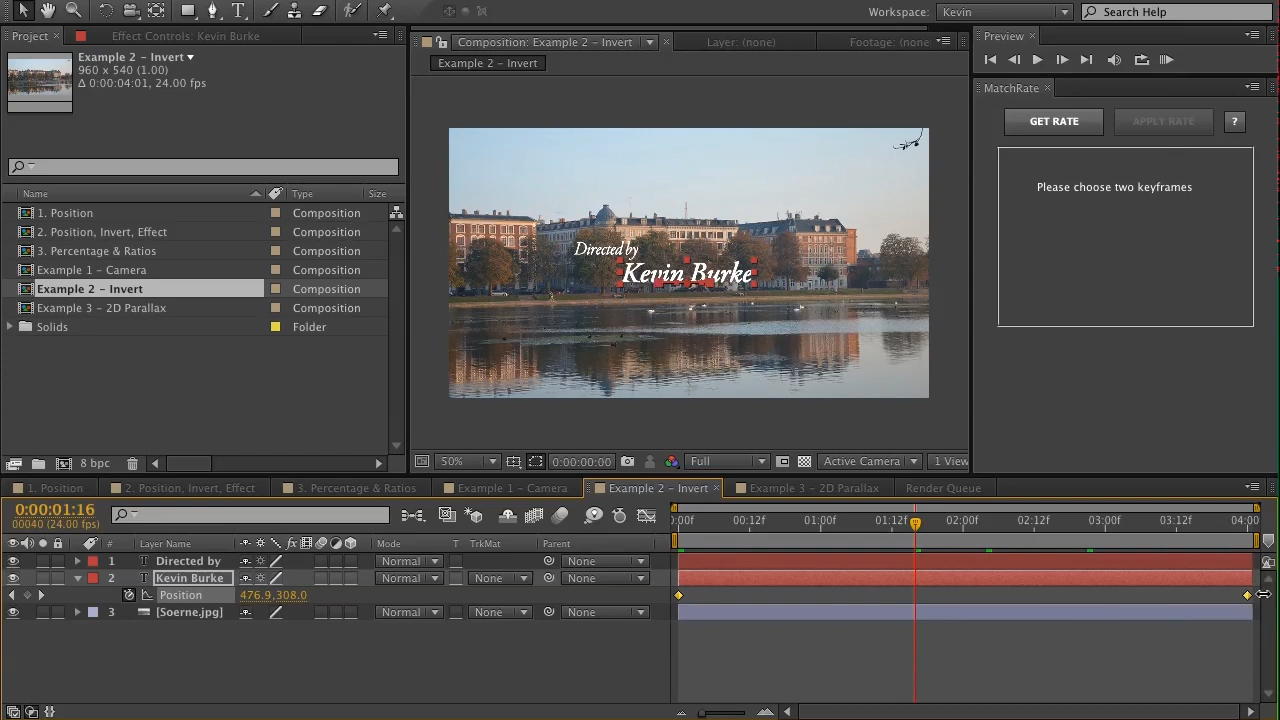 Workspace: Kevin Search Help
Project Effect Controls: Kevin Burke
Example 2 – Invert
960 x 540 (1.00)
Δ 0:00:04:01, 24.00 fps
Name Type Size
1. Position Composition
2. Position, Invert, Effect Composition
3. Percentage & Ratios Composition
Example 1 – Camera Composition
Example 2 – Invert Composition
Example 3 – 2D Parallax Composition
Solids Folder
8 bpc
Composition: Example 2 – Invert Layer: (none) Footage: (none
Example 2 – Invert
Directed by
Kevin Burke
50% 0:00:00:00 Full Active Camera 1 View
Preview
MatchRate
GET RATE APPLY RATE ?
Please choose two keyframes
1. Position 2. Position, Invert, Effect 3. Percentage & Ratios Example 1 – Camera Example 2 – Invert Example 3 – 2D Parallax Render Queue
0:00:01:16
00040 (24.00 fps)
0:00f 00:12f 01:00f 01:12f 02:00f 02:12f 03:00f 03:12f 04:00
# Layer Name fx Mode T TrkMat Parent
1 T Directed by Normal None
2 T Kevin Burke Normal None None
Position 476.9,308.0
3 [Soerne.jpg] Normal None None